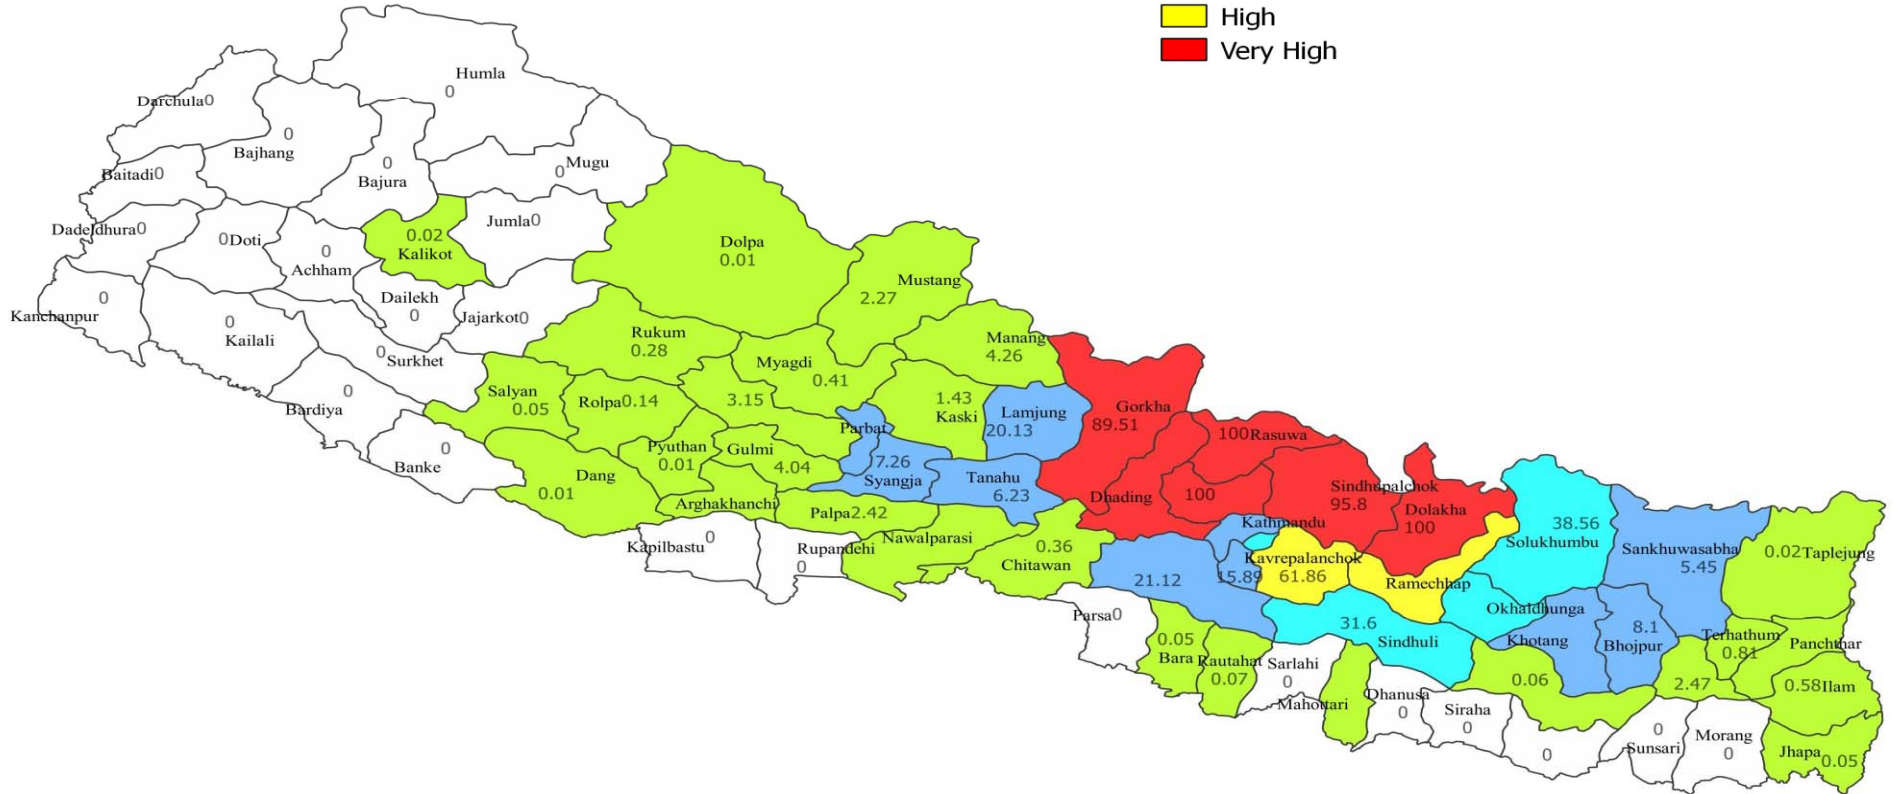 High
Very High
Humla
0
Darchula0
0
Bajhang
0
Bajura
0
Mugu
Baitadi0
Dadeldhura0
0Doti
0
Achham
0.02
Kalikot
Jumla0
Dolpa
0.01
Mustang
2.27
0
Kanchanpur
0
Kailali
Dailekh
0
Jajarkot0
0
Surkhet
Rukum
0.28
Myagdi
0.41
Manang
4.26
0
Bardiya
Salyan
0.05
Rolpa0.14
3.15
1.43
Kaski
Lamjung
20.13
Gorkha
89.51
Parbat
0
Banke
Dang
0.01
Pyuthan
0.01
Gulmi
4.04
7.26
Syangja
Tanahu
6.23
100Rasuwa
Dhading
100
Sindhupalchok
95.8
Dolakha
100
Arghakhanchi
Palpa2.42
Kapilbastu
0
Rupandehi
0
Nawalparasi
0.36
Chitawan
Kathmandu
Kavrepalanchok
15.89
61.86
21.12
Ramechhap
38.56
Solukhumbu
Sankhuwasabha
5.45
0.02Taplejung
Parsa0
0.05
Bara
Rautahat
0.07
Sarlahi
0
Mahottari
31.6
Sindhuli
Okhaldhunga
Khotang
8.1
Bhojpur
Terhathum
0.81
Panchthar
Dhanusa
0
Siraha
0
0.06
2.47
0.58Ilam
0
0
Sunsari
Morang
0
Jhapa0.05